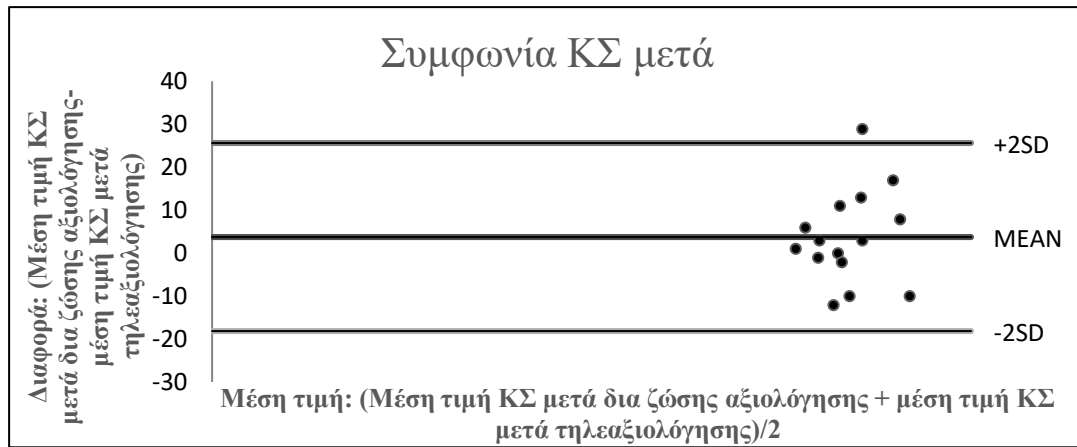 Συμφωνία ΚΣ μετά
Διαφορά: (Μέση τιμή ΚΣ
μετά δια ζώσης αξιολόγησης-
μέση τιμή ΚΣ μετά
τηλεαξιολόγησης)
40
30
20
10
0
-10
-20
-30
+2SD
MEAN
-2SD
Μέση τιμή: (Μέση τιμή ΚΣ μετά δια ζώσης αξιολόγησης + μέση τιμή ΚΣ
μετά τηλεαξιολόγησης)/2